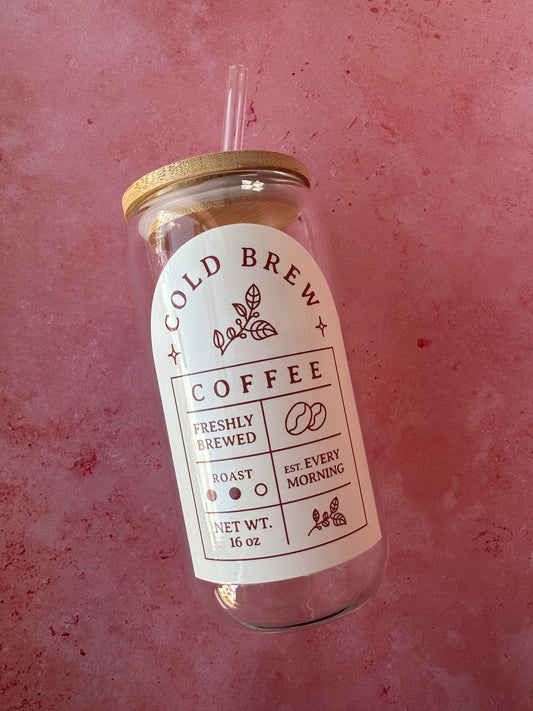 COLD BREW
COFFEE
FRESHLY
BREWED
ROAST
EST. EVERY
MORNING
NET WT.
16 oz